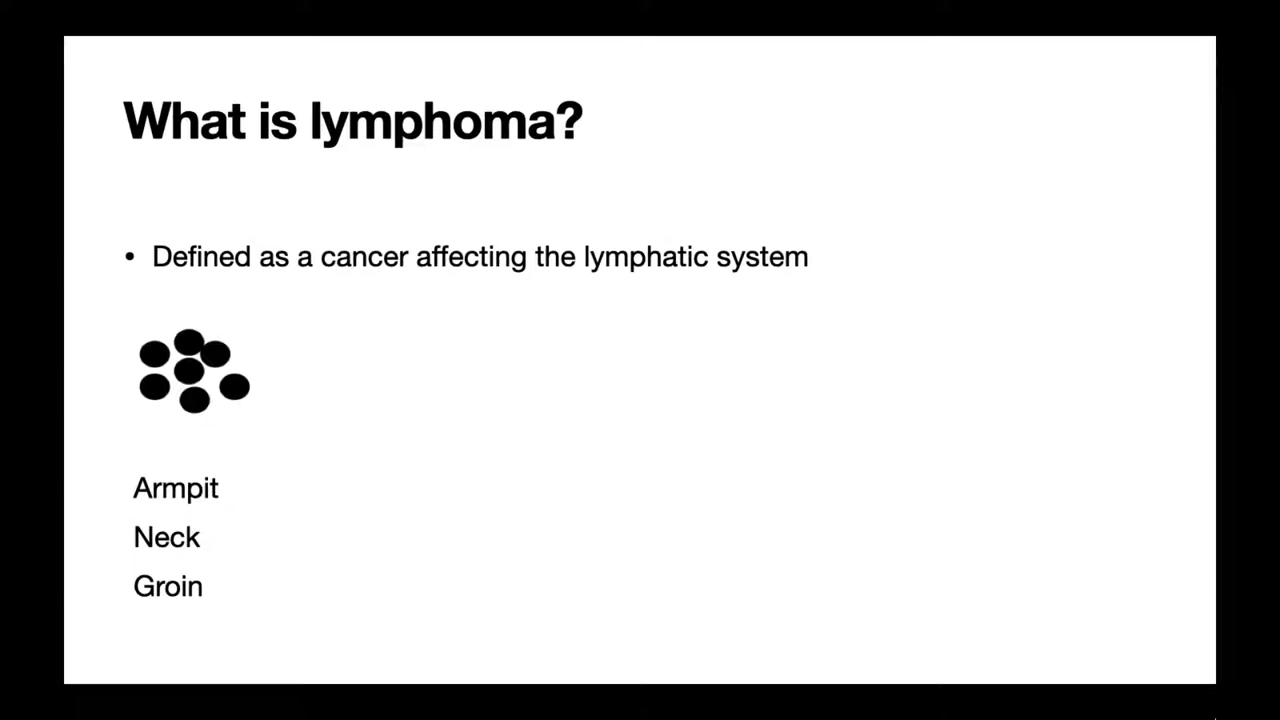 What is lymphoma?
• Defined as a cancer affecting the lymphatic system
Armpit
Neck
Groin